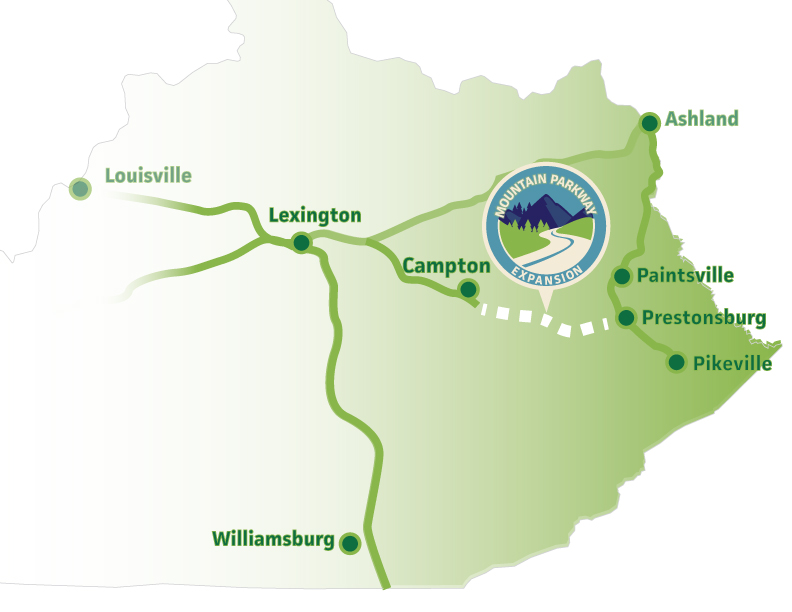 Ashland
Louisville
MOUNTAIN PARKWAY
Lexington
Campton
EXPANSION
Paintsville
Prestonsburg
Pikeville
Williamsburg